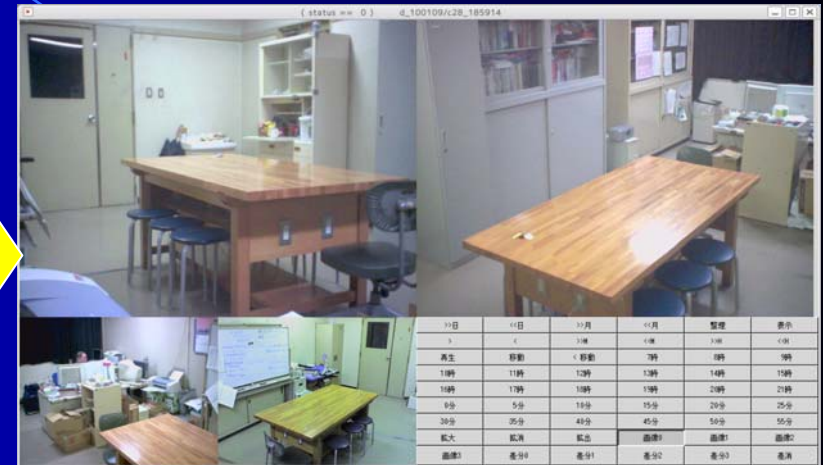 ( status == 0 ) d_100109/c28_185914
>>日 <<日 >>月 <<月 整理 表示
> < >>M <<M >>H <<H
再生 移動 < 移動 7時 8時 9時
10時 11時 12時 13時 14時 15時
16時 17時 18時 19時 20時 21時
0分 5分 10分 15分 20分 25分
30分 35分 40分 45分 50分 55分
拡大 拡消 拡出 画像0 画像1 画像2
画像3 差分0 差分1 差分2 差分3 差消